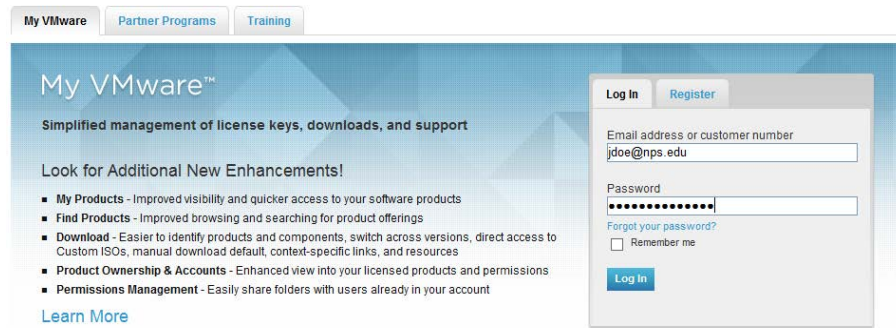 My VMware
Partner Programs
Training
My VMware™
Simplified management of license keys, downloads, and support
Look for Additional New Enhancements!
■ My Products - Improved visibility and quicker access to your software products
■ Find Products - Improved browsing and searching for product offerings
■ Download - Easier to identify products and components, switch across versions, direct access to
Custom ISOs, manual download default, context-specific links, and resources
■ Product Ownership & Accounts - Enhanced view into your licensed products and permissions
■ Permissions Management - Easily share folders with users already in your account
Learn More
Log In
Register
Email address or customer number
jdoe@nps.edu
Password
●●●●●●●●●●●●●●
Forgot your password?
Remember me
Log In